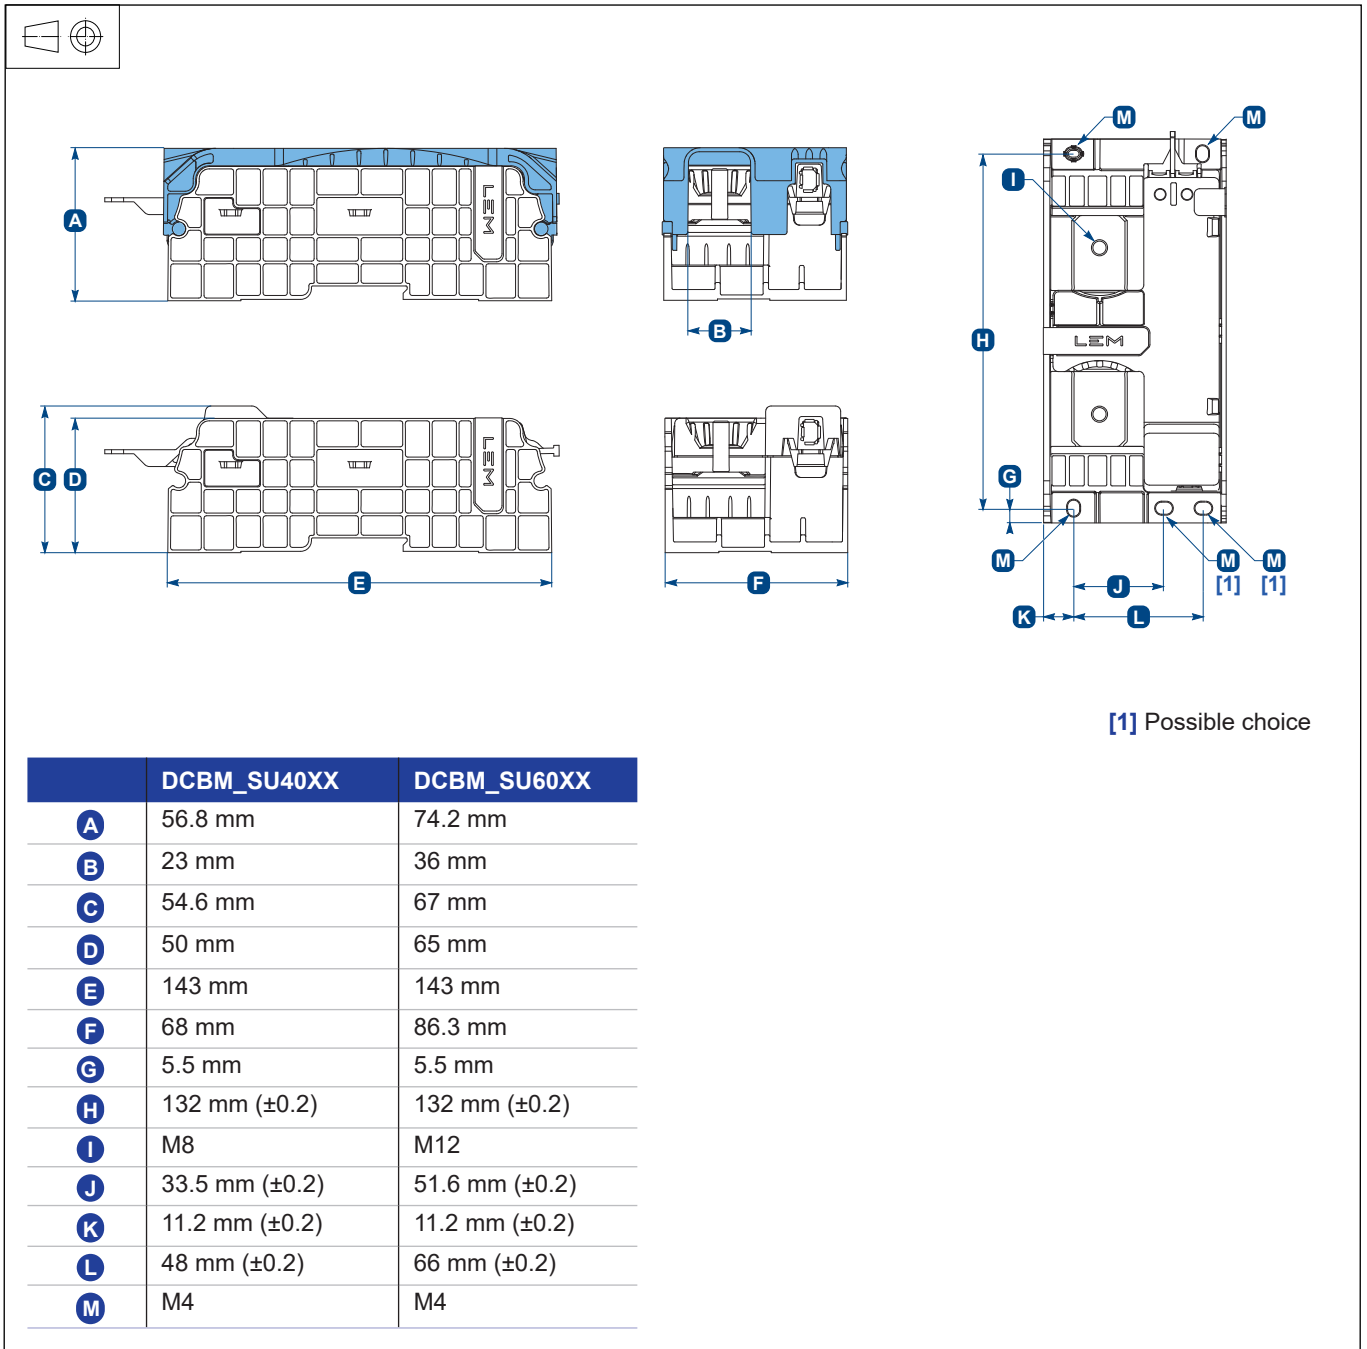 M
M
I
A
LEM
B
H
LEM
C
D
LEM
G
M
M
M
E
F
J
[1]
[1]
K
L
[1] Possible choice
DCBM_SU40XX DCBM_SU60XX
A 56.8 mm 74.2 mm
B 23 mm 36 mm
C 54.6 mm 67 mm
D 50 mm 65 mm
E 143 mm 143 mm
F 68 mm 86.3 mm
G 5.5 mm 5.5 mm
H 132 mm (±0.2) 132 mm (±0.2)
I M8 M12
J 33.5 mm (±0.2) 51.6 mm (±0.2)
K 11.2 mm (±0.2) 11.2 mm (±0.2)
L 48 mm (±0.2) 66 mm (±0.2)
M M4 M4